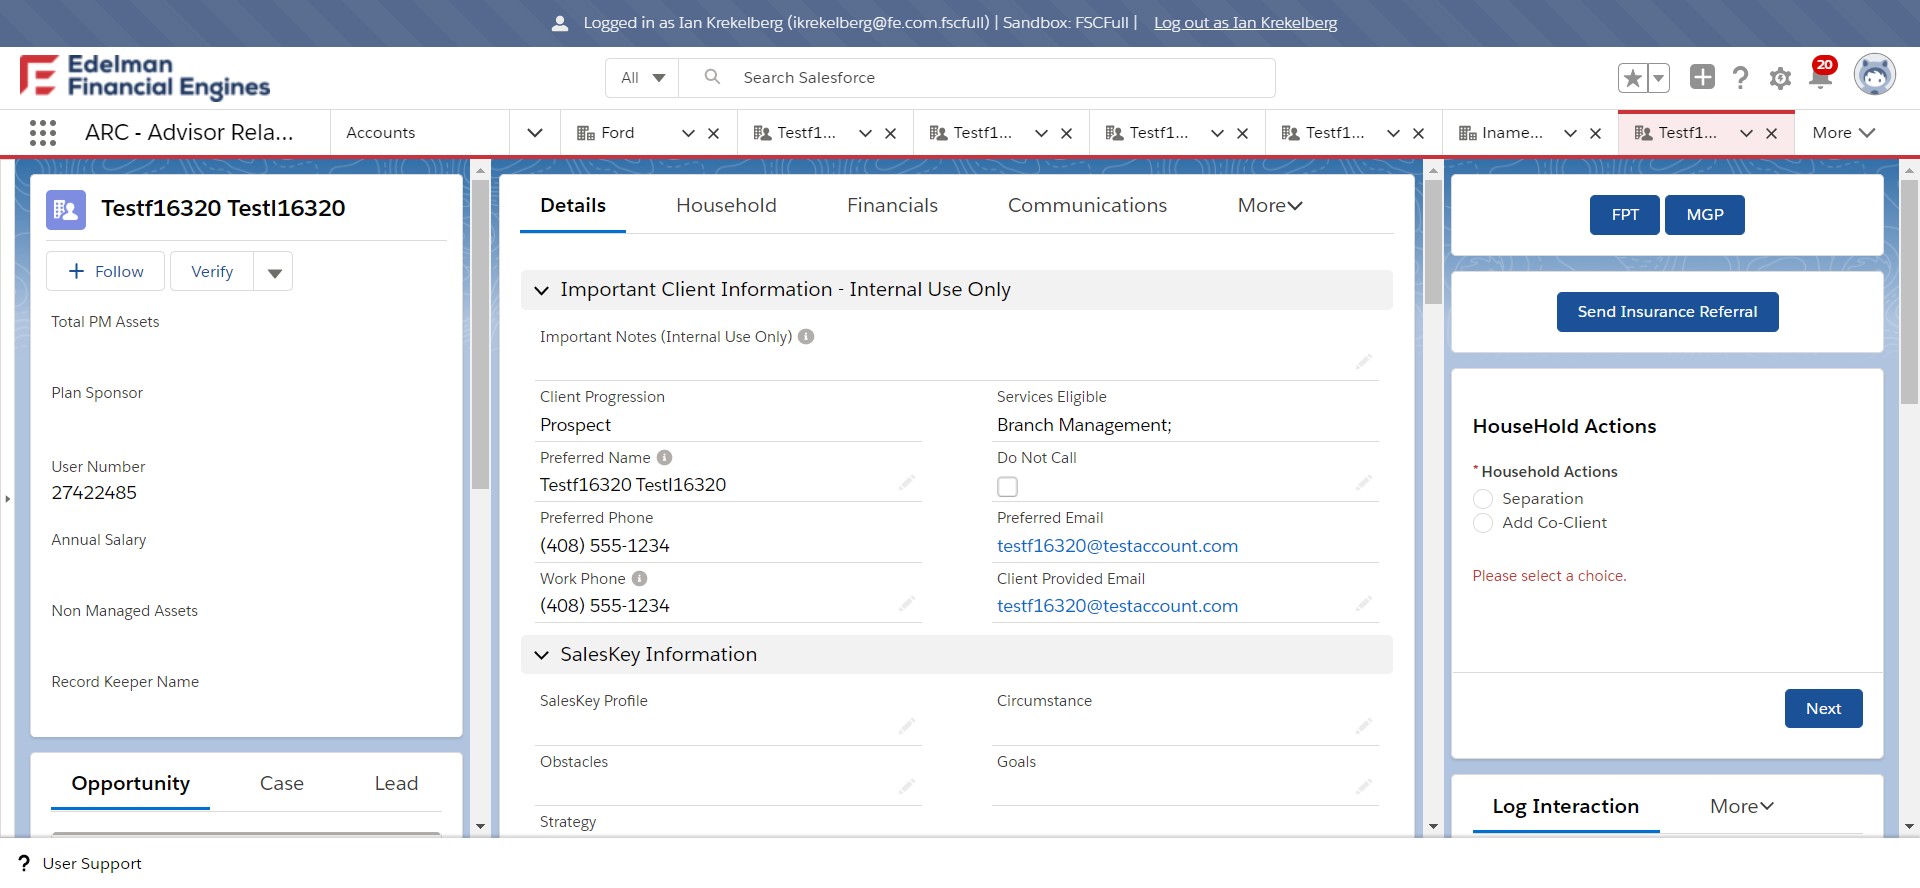 Logged in as Ian Krekelberg (ikrekelberg@fe.com.fscfull) | Sandbox: FSCFull | Log out as Ian Krekelberg
Edelman
Financial Engines
All
Search Salesforce
20
ARC - Advisor Rela...
Accounts
Ford
Testf1...
Testf1...
Testf1...
Testf1...
Iname...
Testf1...
More
Testf16320 Testl16320
Follow
Verify
Total PM Assets
Plan Sponsor
User Number
27422485
Annual Salary
Non Managed Assets
Record Keeper Name
Opportunity
Case
Lead
Details
Household
Financials
Communications
More
Important Client Information - Internal Use Only
Important Notes (Internal Use Only)
Client Progression
Prospect
Services Eligible
Branch Management;
Preferred Name
Testf16320 Testl16320
Do Not Call
Preferred Phone
(408) 555-1234
Preferred Email
testf16320@testaccount.com
Work Phone
(408) 555-1234
Client Provided Email
testf16320@testaccount.com
SalesKey Information
SalesKey Profile
Circumstance
Obstacles
Goals
Strategy
FPT
MGP
Send Insurance Referral
HouseHold Actions
*Household Actions
Separation
Add Co-Client
Please select a choice.
Next
Log Interaction
More
? User Support